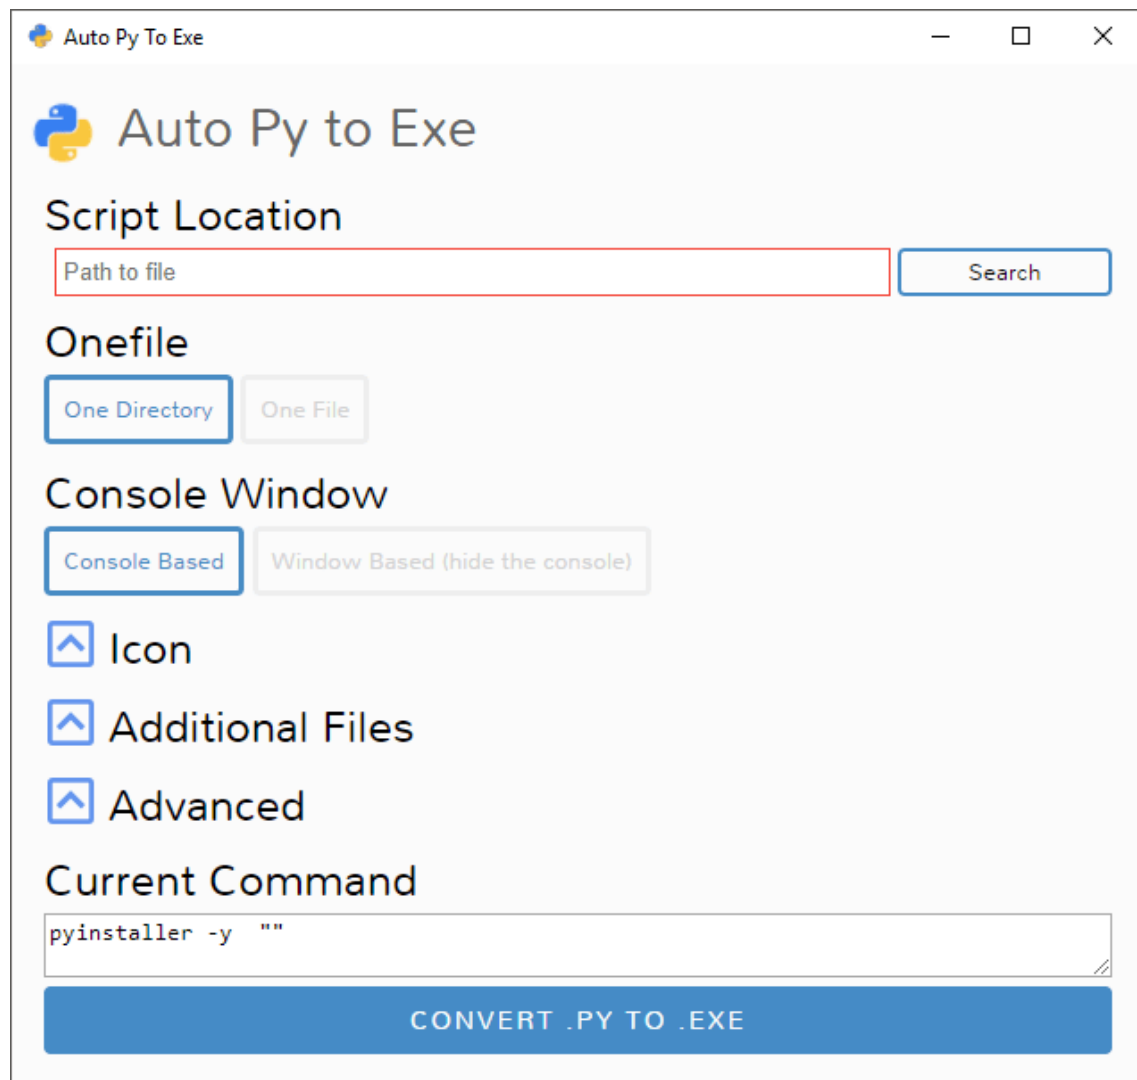 Auto Py To Exe
Auto Py to Exe
Script Location
Path to file
Search
Onefile
One Directory
One File
Console Window
Console Based
Window Based (hide the console)
Icon
Additional Files
Advanced
Current Command
pyinstaller -y  ""
CONVERT .PY TO .EXE